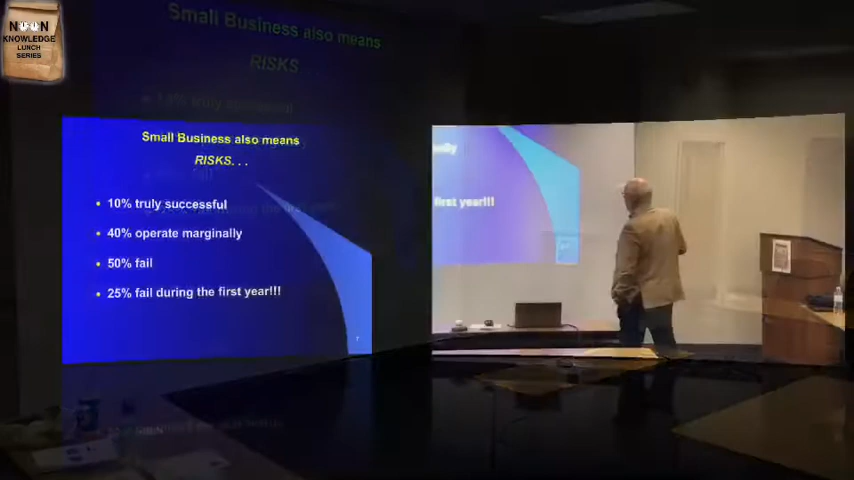 NOON
KNOWLEDGE
LUNCH
SERIES
Small Business also means
RISKS
Small Business also means
RISKS. . .
• 10% truly successful
• 40% operate marginally
• 50% fail
• 25% fail during the first year!!!
7
first year!!!